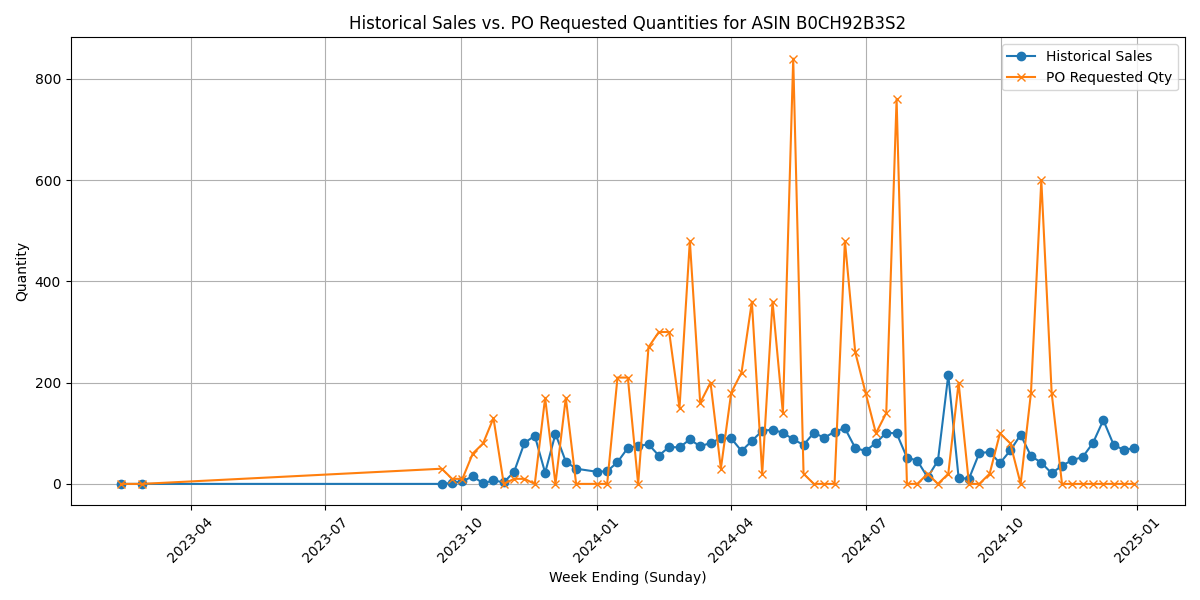 Historical Sales vs. PO Requested Quantities for ASIN B0CH92B3S2
Historical Sales
PO Requested Qty
Quantity
800
600
400
200
0
2023-04
2023-07
2023-10
2024-01
2024-04
2024-07
2024-10
2025-01
Week Ending (Sunday)